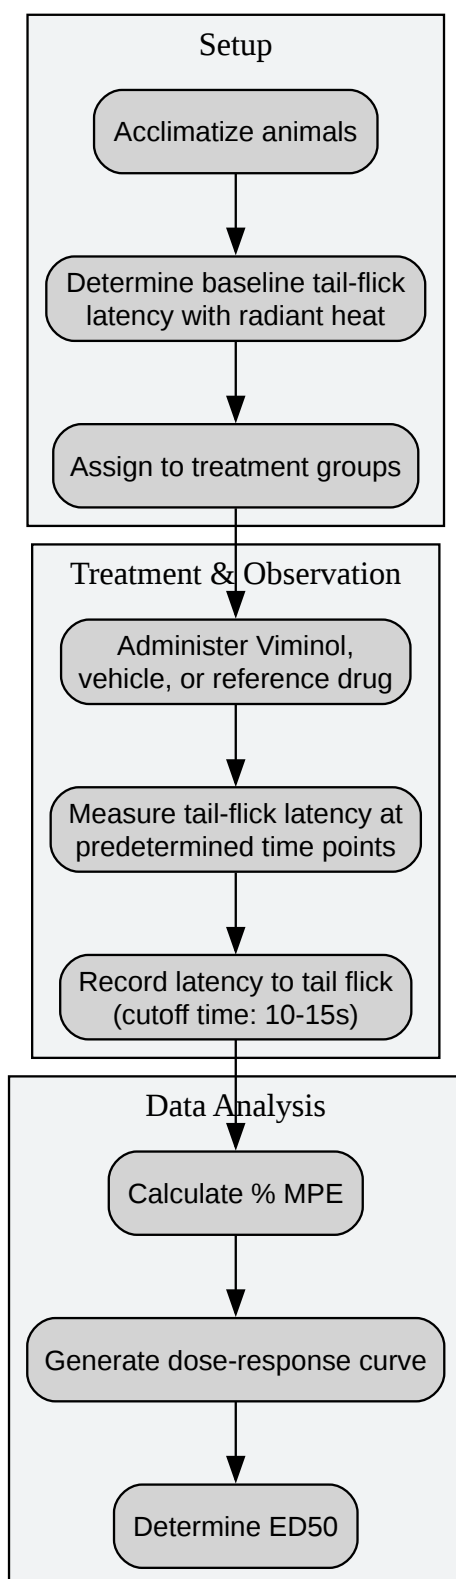 Setup
Acclimatize animals
Determine baseline tail-flick
latency with radiant heat
Assign to treatment groups
Treatment & Observation
Administer Viminol,
vehicle, or reference drug
Measure tail-flick latency at
predetermined time points
Record latency to tail flick
(cutoff time: 10-15s)
Data Analysis
Calculate % MPE
Generate dose-response curve
Determine ED50